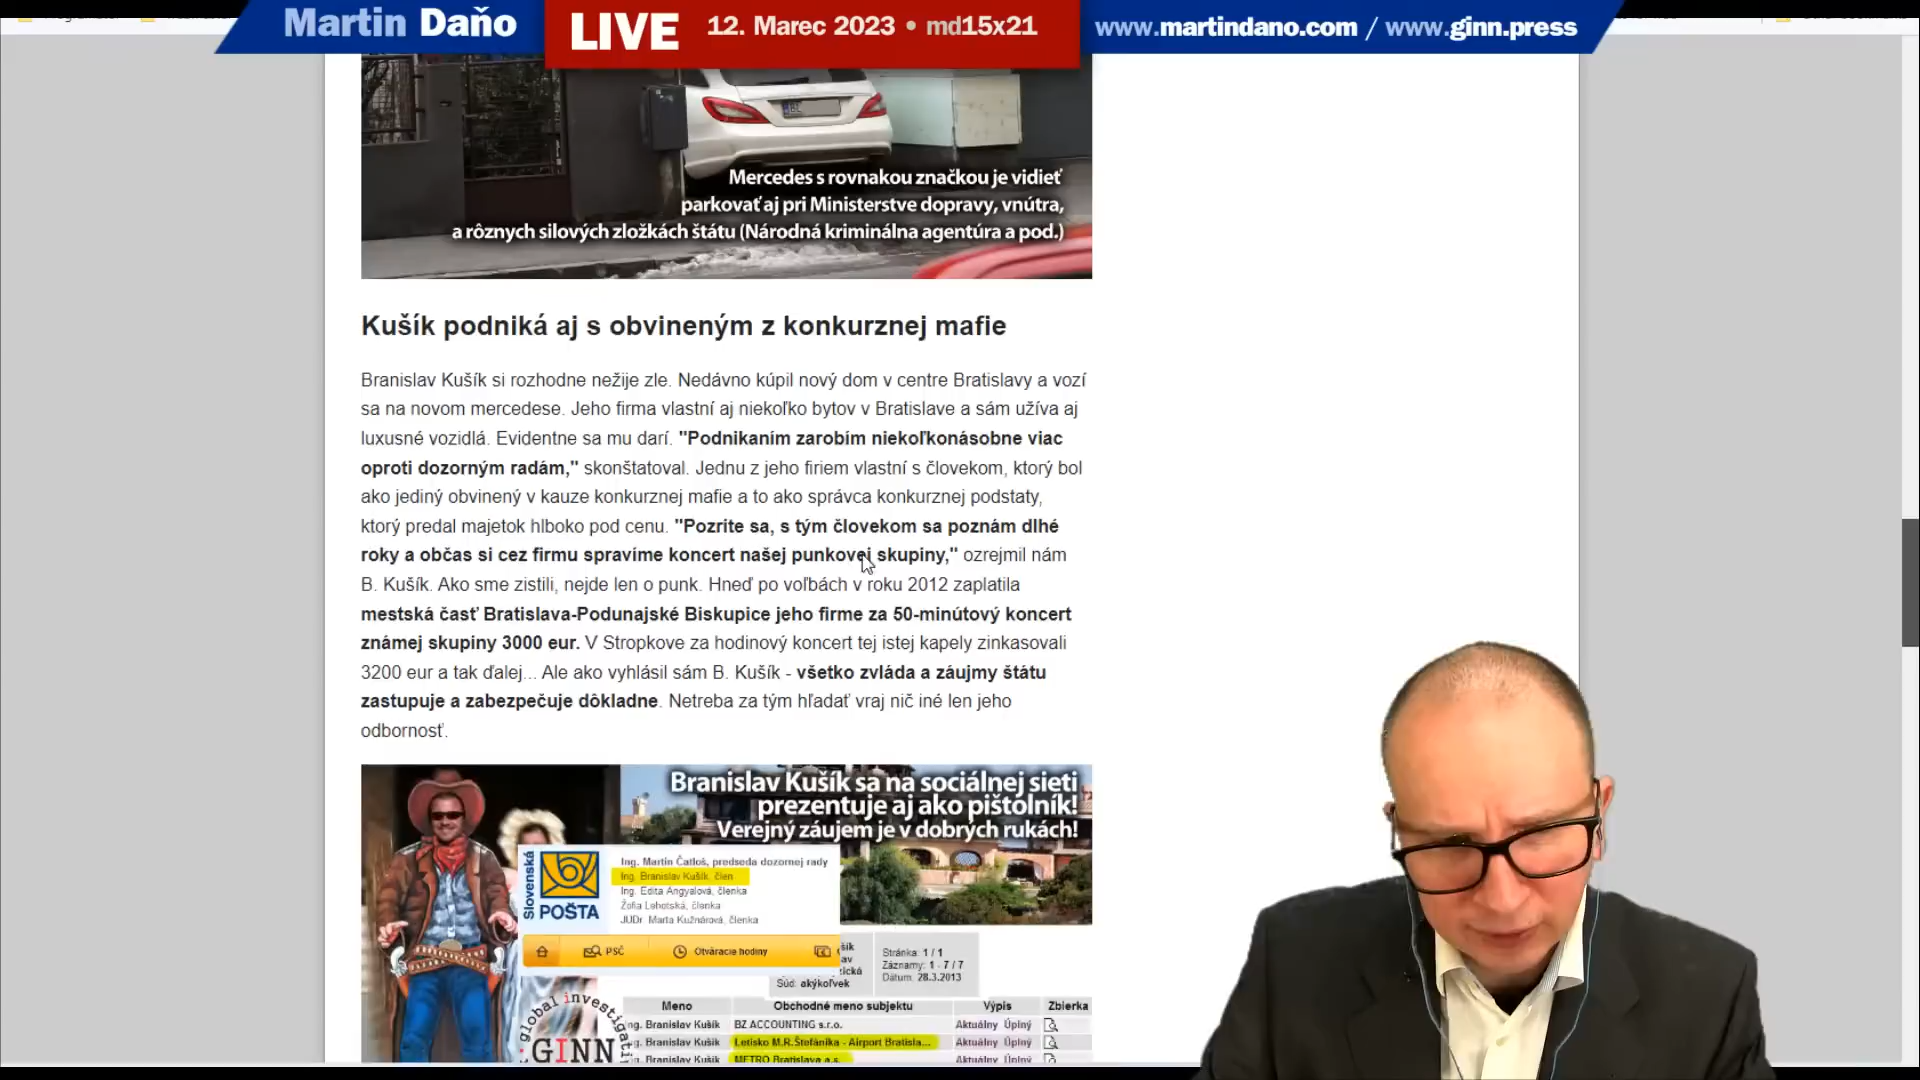 Martin Daňo
LIVE
12. Marec 2023 • md15x21
www.martindano.com / www.ginn.press
BZ
Mercedes s rovnakou značkou je vidieť
parkovať aj pri Ministerstve dopravy, vnútra,
a rôznych silových zložkách štátu (Národná kriminálna agentúra a pod.)
Kušík podniká aj s obvineným z konkurznej mafie
Branislav Kušík si rozhodne nežije zle. Nedávno kúpil nový dom v centre Bratislavy a vozí
sa na novom mercedese. Jeho firma vlastní aj niekoľko bytov v Bratislave a sám užíva aj
luxusné vozidlá. Evidentne sa mu darí. "Podnikaním zarobím niekoľkonásobne viac
oproti dozorným radám," skonštatoval. Jednu z jeho firiem vlastní s človekom, ktorý bol
ako jediný obvinený v kauze konkurznej mafie a to ako správca konkurznej podstaty,
ktorý predal majetok hlboko pod cenu. "Pozrite sa, s tým človekom sa poznám dlhé
roky a občas si cez firmu spravíme koncert našej punkovej skupiny," ozrejmil nám
B. Kušík. Ako sme zistili, nejde len o punk. Hneď po voľbách v roku 2012 zaplatila
mestská časť Bratislava-Podunajské Biskupice jeho firme za 50-minútový koncert
známej skupiny 3000 eur. V Stropkove za hodinový koncert tej istej kapely zinkasovali
3200 eur a tak ďalej... Ale ako vyhlásil sám B. Kušík - všetko zvláda a záujmy štátu
zastupuje a zabezpečuje dôkladne. Netreba za tým hľadať vraj nič iné len jeho
odbornosť.
Branislav Kušík sa na sociálnej sieti
prezentuje aj ako pištolník!
Verejný záujem je v dobrých rukách!
Slovenská
POŠTA
Ing. Martin Čatloš, predseda dozornej rady
Ing. Branislav Kušík, člen
Ing. Edita Angyalová, členka
Žofia Lehotská, členka
JUDr. Marta Kužnárová, členka
PSČ
Otváracie hodiny
šik
av
zická
Súd: akýkoľvek
Stránka: 1 / 1
Záznamy: 1 - 7 / 7
Dátum: 28.3.2013
Meno Obchodné meno subjektu Výpis Zbierka
ng. Branislav Kušík BZ ACCOUNTING s.r.o. Aktuálny Úplný
ng. Branislav Kušík Letisko M.R.Štefánika - Airport Bratisla... Aktuálny Úplný
ng. Branislav Kušík METRO Bratislava a.s. Aktuálny Úplný
global investigati
GINN